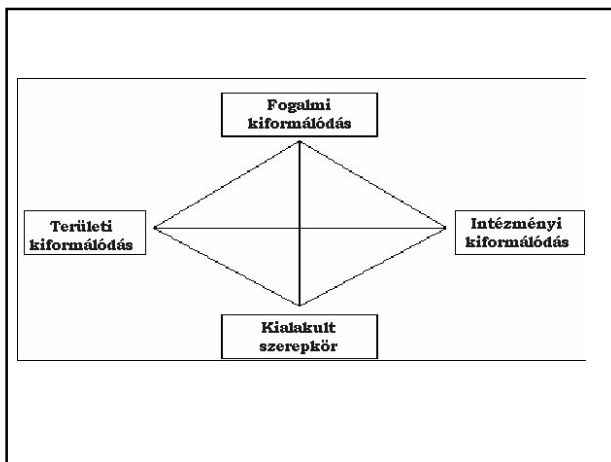 Fogalmi
kiformálódás
Területi
kiformálódás
Intézményi
kiformálódás
Kialakult
szerepkör